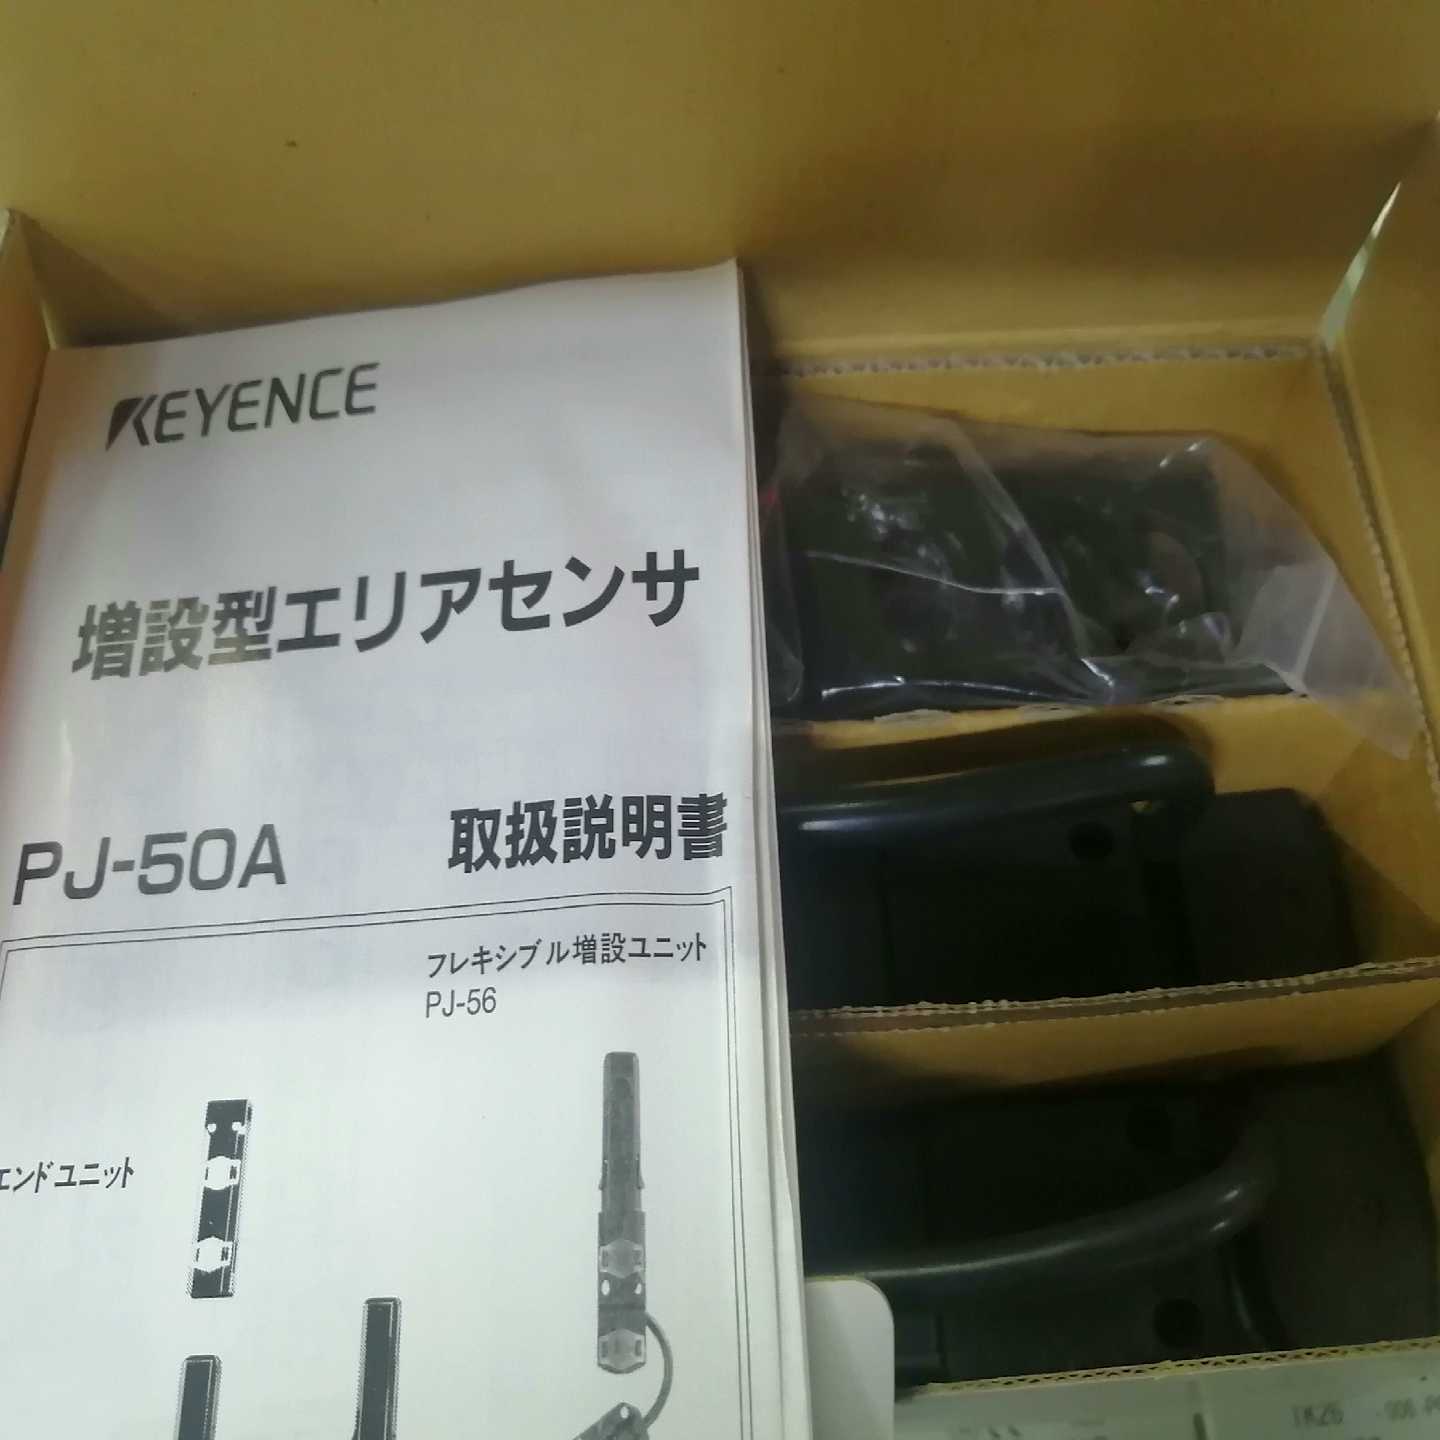 KEYENCE
増設型エリアセンサ
PJ-50A 取扱説明書
フレキシブル増設ユニット
PJ-56
エンドユニット